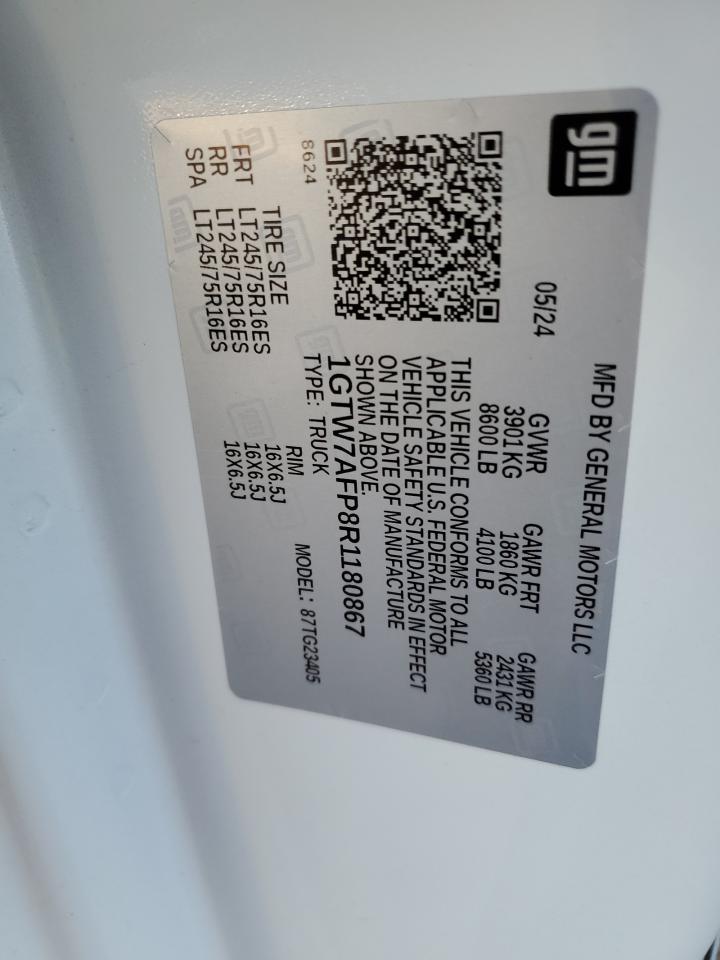 gm
MFD BY GENERAL MOTORS LLC
05/24
GVWR GAWR FRT GAWR RR
3901 KG 1860 KG 2431 KG
8600 LB 4100 LB 5360 LB
THIS VEHICLE CONFORMS TO ALL
APPLICABLE U.S. FEDERAL MOTOR
VEHICLE SAFETY STANDARDS IN EFFECT
ON THE DATE OF MANUFACTURE
SHOWN ABOVE.
1GTW7AFP8R1180867
8624
TYPE: TRUCK MODEL: 87TG23405
TIRE SIZE RIM
FRT LT245/75R16ES 16X6.5J
RR LT245/75R16ES 16X6.5J
SPA LT245/75R16ES 16X6.5J